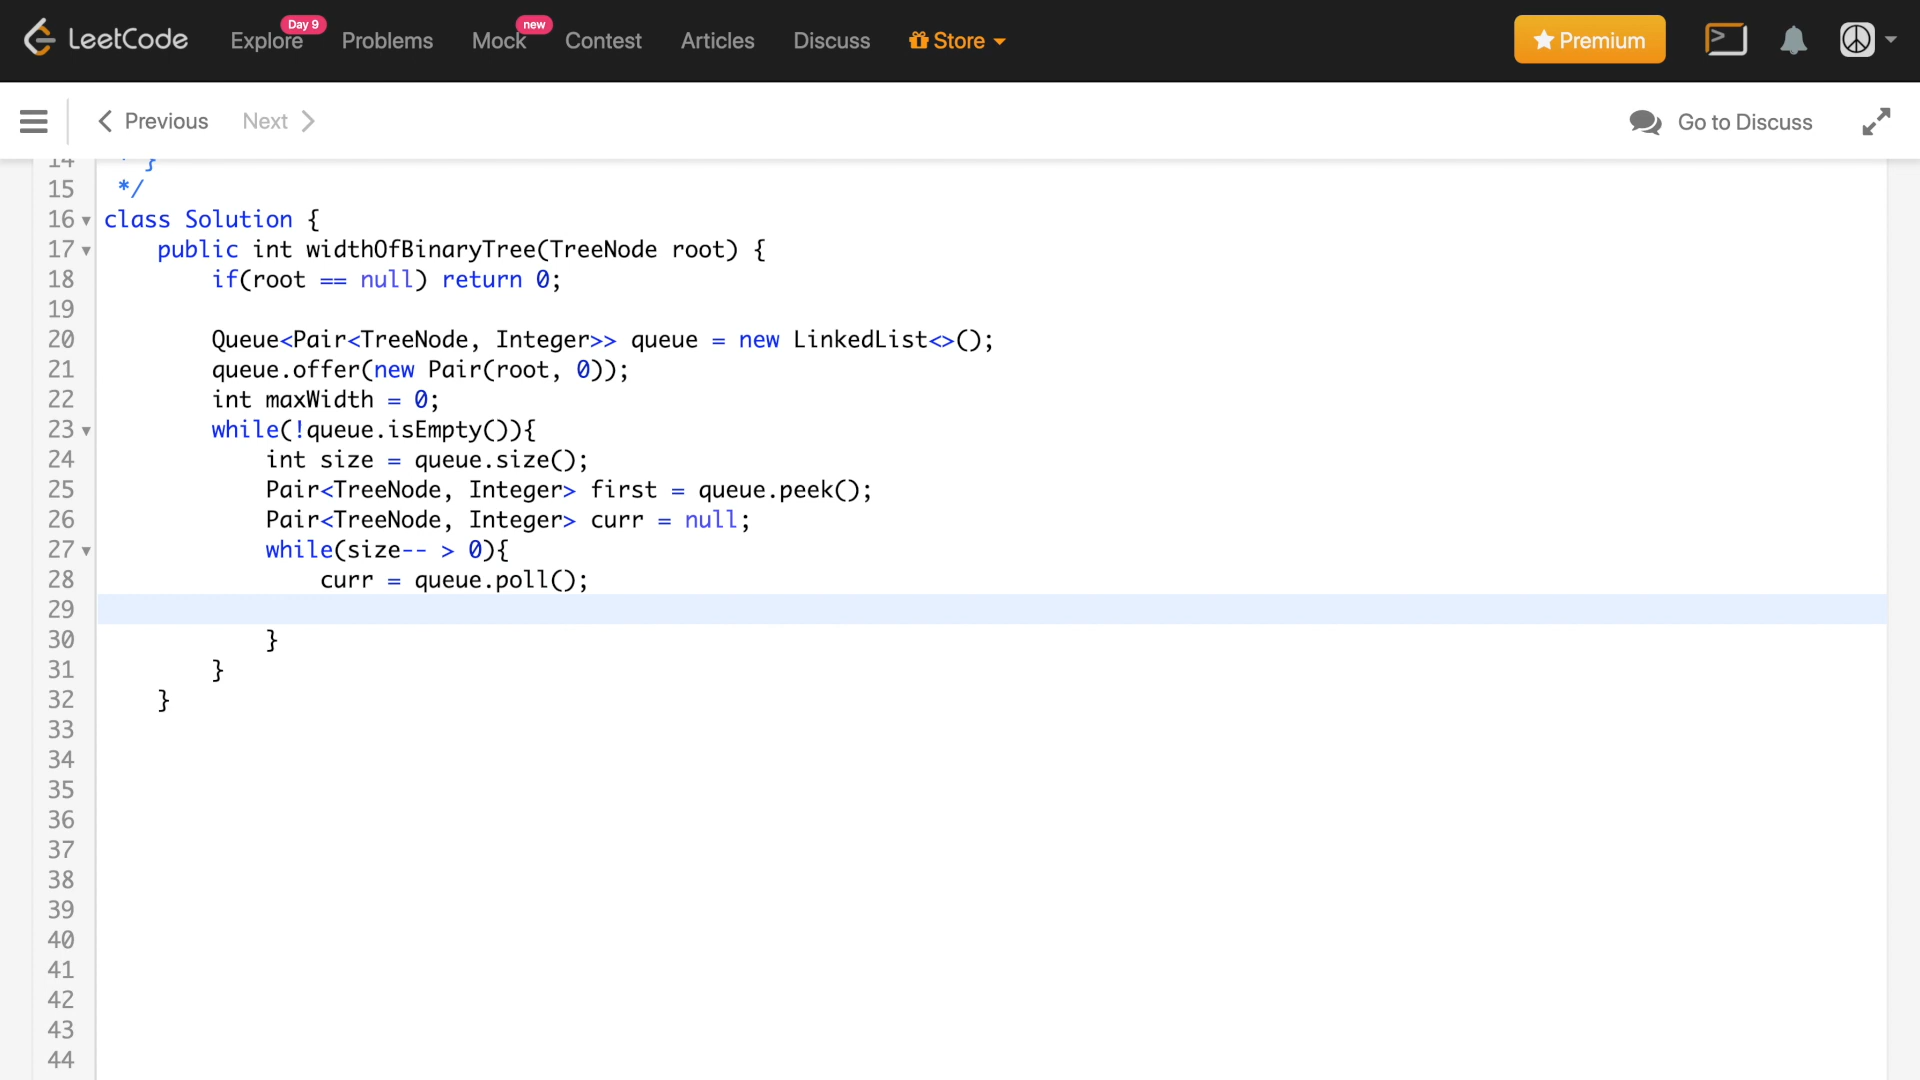 LeetCode Explore Day 9 Problems Mock new Contest Articles Discuss Store Premium
Previous Next Go to Discuss
14 * }
15 */
16 class Solution {
17 public int widthOfBinaryTree(TreeNode root) {
18 if(root == null) return 0;
19
20 Queue<Pair<TreeNode, Integer>> queue = new LinkedList<>();
21 queue.offer(new Pair(root, 0));
22 int maxWidth = 0;
23 while(!queue.isEmpty()){
24 int size = queue.size();
25 Pair<TreeNode, Integer> first = queue.peek();
26 Pair<TreeNode, Integer> curr = null;
27 while(size-- > 0){
28 curr = queue.poll();
29
30 }
31 }
32 }
33
34
35
36
37
38
39
40
41
42
43
44